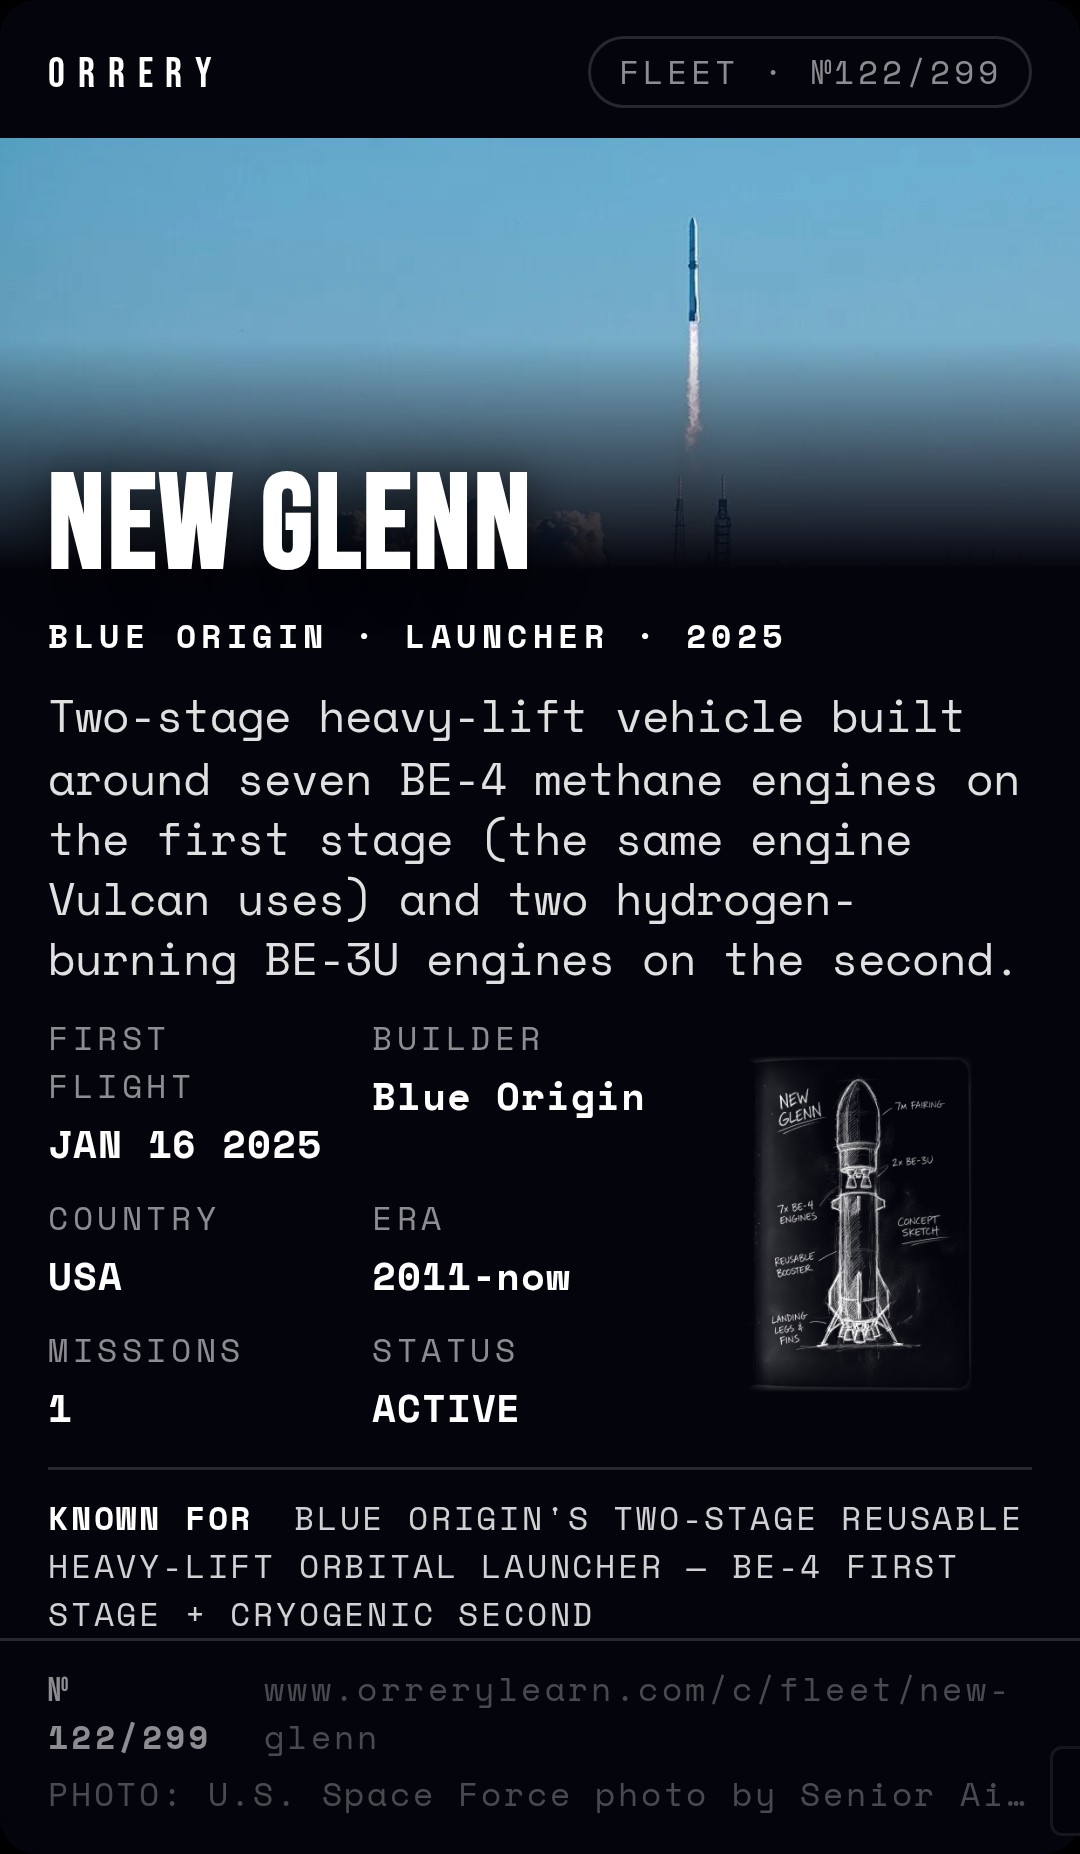 ORRERY
FLEET · №122/299
NEW GLENN
BLUE ORIGIN · LAUNCHER · 2025
Two-stage heavy-lift vehicle built
around seven BE-4 methane engines on
the first stage (the same engine
Vulcan uses) and two hydrogen-
burning BE-3U engines on the second.
FIRST
FLIGHT
JAN 16 2025
BUILDER
Blue Origin
COUNTRY
USA
ERA
2011-now
MISSIONS
1
STATUS
ACTIVE
NEW
GLENN
7M FAIRING
2x BE-3U
7x BE-4
ENGINES
CONCEPT
SKETCH
REUSABLE
BOOSTER
LANDING
LEGS &
FINS
KNOWN FOR BLUE ORIGIN'S TWO-STAGE REUSABLE
HEAVY-LIFT ORBITAL LAUNCHER — BE-4 FIRST
STAGE + CRYOGENIC SECOND
№
122/299
www.orrerylearn.com/c/fleet/new-
glenn
PHOTO: U.S. Space Force photo by Senior Ai…